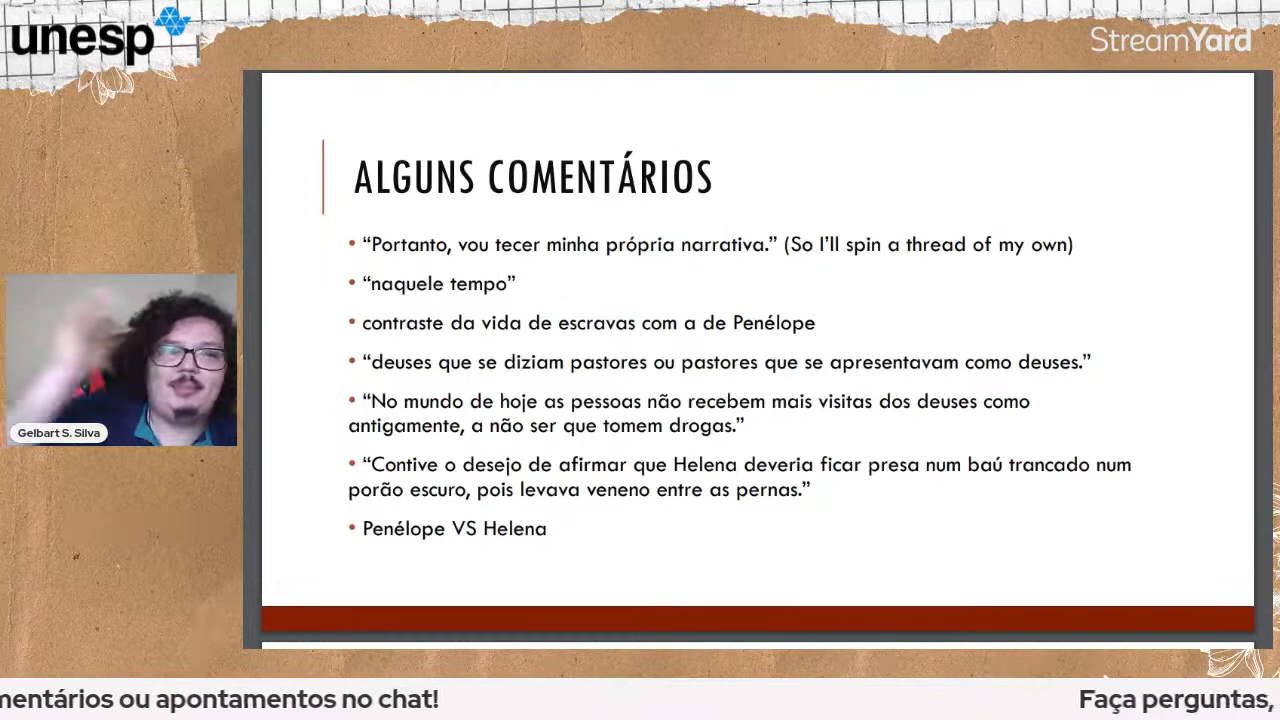 unesp
StreamYard
ALGUNS COMENTÁRIOS
• “Portanto, vou tecer minha própria narrativa.” (So I’ll spin a thread of my own)
• “naquele tempo”
• contraste da vida de escravas com a de Penélope
• “deuses que se diziam pastores ou pastores que se apresentavam como deuses.”
• “No mundo de hoje as pessoas não recebem mais visitas dos deuses como
antigamente, a não ser que tomem drogas.”
• “Contive o desejo de afirmar que Helena deveria ficar presa num baú trancado num
porão escuro, pois levava veneno entre as pernas.”
• Penélope VS Helena
Gelbart S. Silva
mentários ou apontamentos no chat!
Faça perguntas,